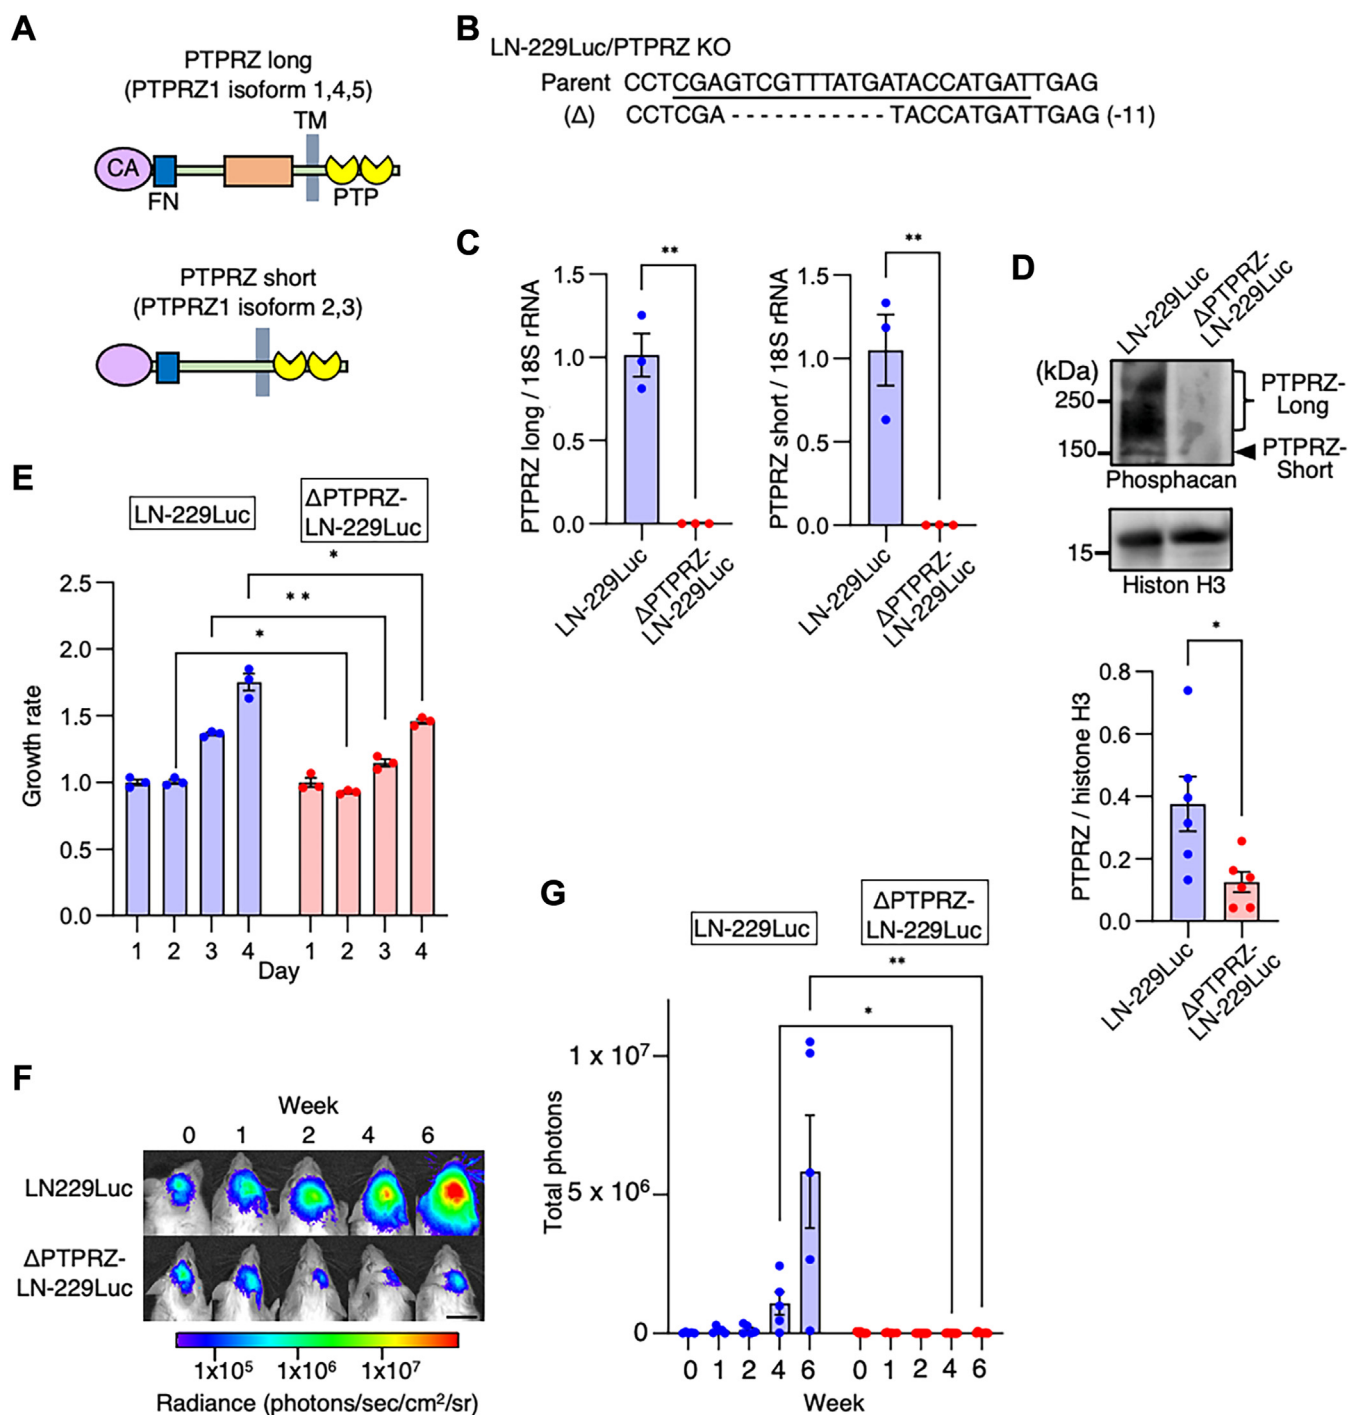 A
PTPRZ long
(PTPRZ1 isoform 1,4,5)
TM
CA
FN
PTP
PTPRZ short
(PTPRZ1 isoform 2,3)
B
LN-229Luc/PTPRZ KO
Parent CCTCGAGTCGTTTATGATACCATGATTGAG
(Δ) CCTCGA - - - - - - - - - - - TACCATGATTGAG (-11)
C
PTPRZ long / 18S rRNA
1.5
1.0
0.5
0.0
**
LN-229Luc
ΔPTPRZ-
LN-229Luc
PTPRZ short / 18S rRNA
1.5
1.0
0.5
0.0
**
LN-229Luc
ΔPTPRZ-
LN-229Luc
D
LN-229Luc
ΔPTPRZ-
LN-229Luc
(kDa)
250
150
PTPRZ-
Long
PTPRZ-
Short
Phosphacan
15
Histon H3
PTPRZ / histone H3
0.8
0.6
0.4
0.2
0.0
*
LN-229Luc
ΔPTPRZ-
LN-229Luc
E
LN-229Luc
ΔPTPRZ-
LN-229Luc
*
**
*
Growth rate
2.5
2.0
1.5
1.0
0.5
0.0
1 2 3 4 1 2 3 4
Day
F
Week
0 1 2 4 6
LN229Luc
ΔPTPRZ-
LN-229Luc
1x10⁵ 1x10⁶ 1x10⁷
Radiance (photons/sec/cm²/sr)
G
LN-229Luc
ΔPTPRZ-
LN-229Luc
**
*
Total photons
1 x 10⁷
5 x 10⁶
0
0 1 2 4 6 0 1 2 4 6
Week